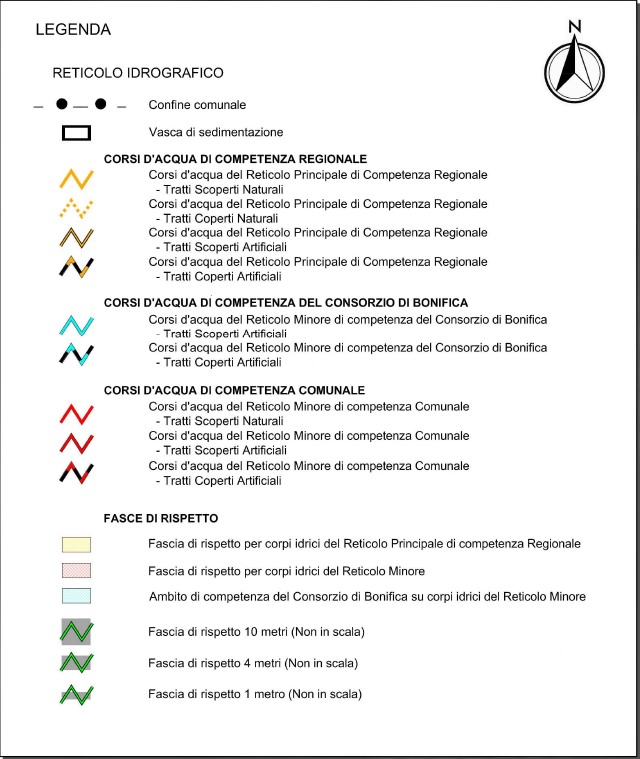 LEGENDA
N
RETICOLO IDROGRAFICO
Confine comunale
Vasca di sedimentazione
CORSI D'ACQUA DI COMPETENZA REGIONALE
Corsi d'acqua del Reticolo Principale di Competenza Regionale
- Tratti Scoperti Naturali
Corsi d'acqua del Reticolo Principale di Competenza Regionale
- Tratti Coperti Naturali
Corsi d'acqua del Reticolo Principale di Competenza Regionale
- Tratti Scoperti Artificiali
Corsi d'acqua del Reticolo Principale di Competenza Regionale
- Tratti Coperti Artificiali
CORSI D'ACQUA DI COMPETENZA DEL CONSORZIO DI BONIFICA
Corsi d'acqua del Reticolo Minore di competenza del Consorzio di Bonifica
- Tratti Scoperti Artificiali
Corsi d'acqua del Reticolo Minore di competenza del Consorzio di Bonifica
- Tratti Coperti Artificiali
CORSI D'ACQUA DI COMPETENZA COMUNALE
Corsi d'acqua del Reticolo Minore di competenza Comunale
- Tratti Scoperti Naturali
Corsi d'acqua del Reticolo Minore di competenza Comunale
- Tratti Scoperti Artificiali
Corsi d'acqua del Reticolo Minore di competenza Comunale
- Tratti Coperti Artificiali
FASCE DI RISPETTO
Fascia di rispetto per corpi idrici del Reticolo Principale di competenza Regionale
Fascia di rispetto per corpi idrici del Reticolo Minore
Ambito di competenza del Consorzio di Bonifica su corpi idrici del Reticolo Minore
Fascia di rispetto 10 metri (Non in scala)
Fascia di rispetto 4 metri (Non in scala)
Fascia di rispetto 1 metro (Non in scala)